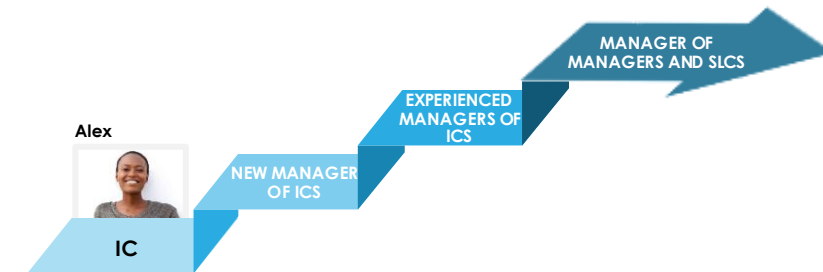 MANAGER OF
MANAGERS AND SLCS
EXPERIENCED
MANAGERS OF
ICS
Alex
NEW MANAGER
OF ICS
IC